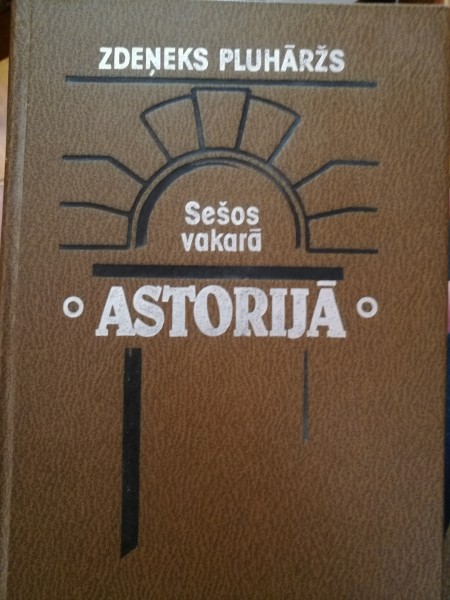 ZDEŅEKS PLUHĀRŽS
Sešos
vakarā
ASTORIJĀ